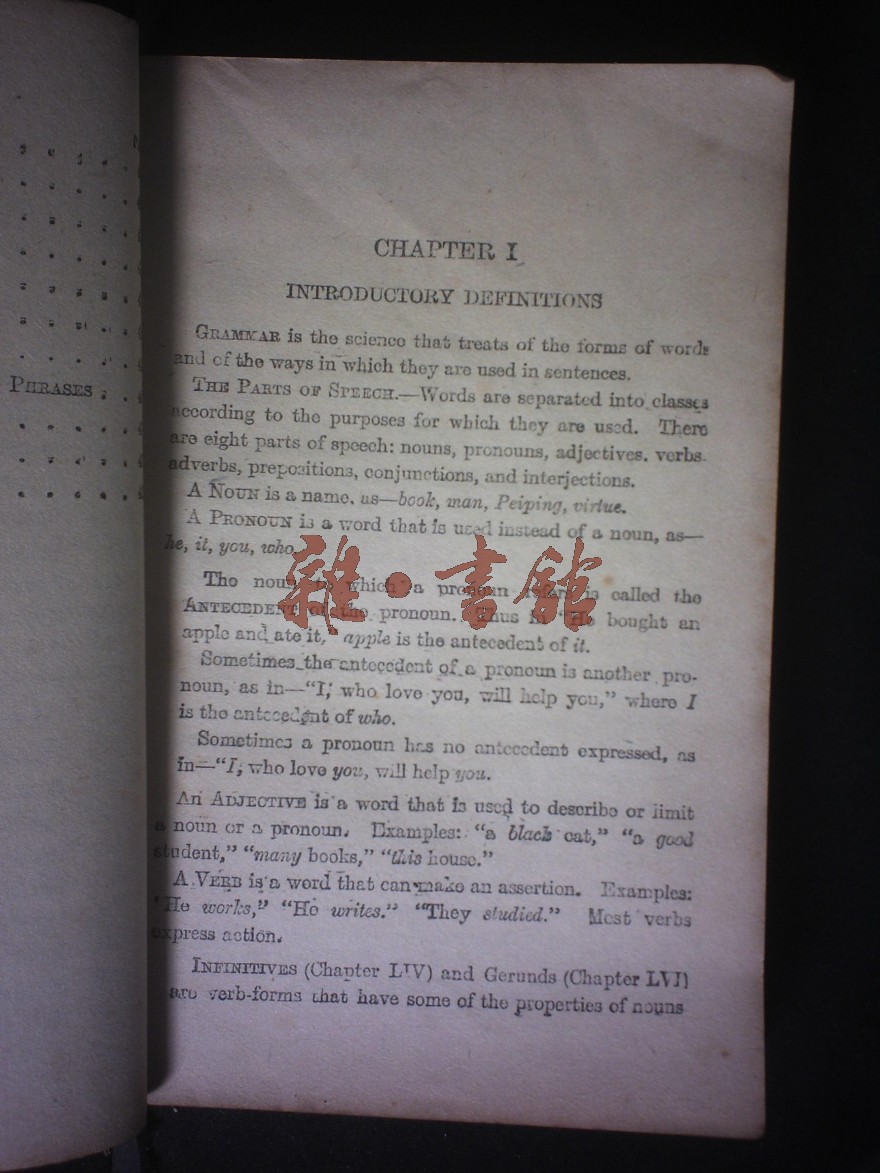 PHRASES
CHAPTER I
INTRODUCTORY DEFINITIONS
GRAMMAR is the science that treats of the forms of words
and of the ways in which they are used in sentences.
THE PARTS OF SPEECH.—Words are separated into classes
according to the purposes for which they are used. There
are eight parts of speech: nouns, pronouns, adjectives, verbs,
adverbs, prepositions, conjunctions, and interjections.
A NOUN is a name, as—book, man, Peiping, virtue.
A PRONOUN is a word that is used instead of a noun, as—
he, it, you, who.
The noun to which a pronoun refers is called the
ANTECEDENT of the pronoun. Thus in "He bought an
apple and ate it," apple is the antecedent of it.
Sometimes the antecedent of a pronoun is another pro-
noun, as in—"I, who love you, will help you," where I
is the antecedent of who.
Sometimes a pronoun has no antecedent expressed, as
in—"I, who love you, will help you.
An ADJECTIVE is a word that is used to describe or limit
a noun or a pronoun. Examples: "a black cat," "a good
student," "many books," "this house."
A VERB is a word that can make an assertion. Examples:
"He works," "He writes." "They studied." Most verbs
express action.
INFINITIVES (Chapter LIV) and Gerunds (Chapter LVI)
are verb-forms that have some of the properties of nouns
雜·書館